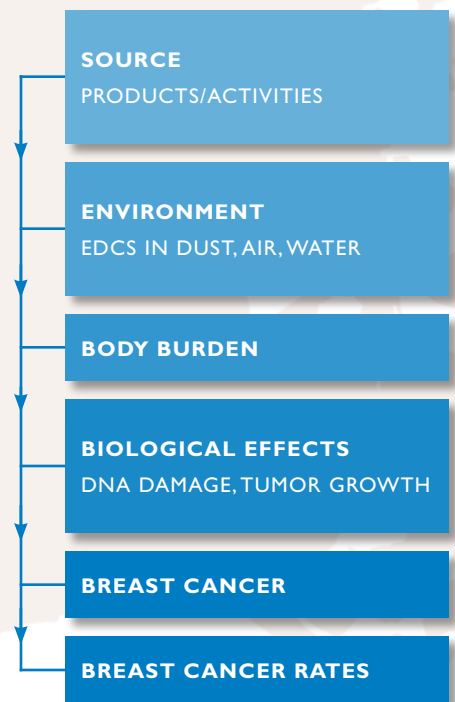 SOURCE
PRODUCTS/ACTIVITIES
ENVIRONMENT
EDCS IN DUST, AIR, WATER
BODY BURDEN
BIOLOGICAL EFFECTS
DNA DAMAGE, TUMOR GROWTH
BREAST CANCER
BREAST CANCER RATES